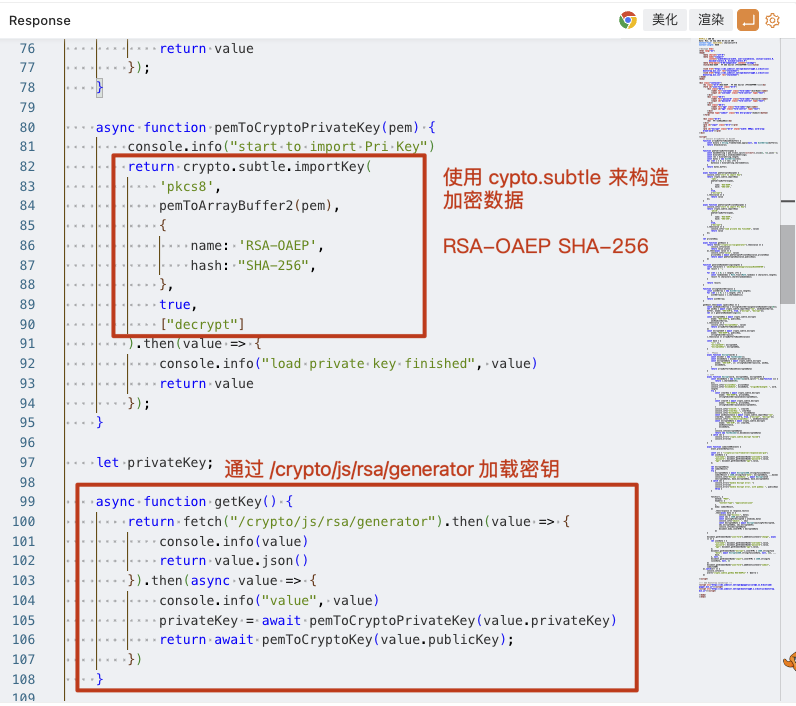 Response
美化
渲染
76 return value
77 });
78 }
79
80 async function pemToCryptoPrivateKey(pem) {
81 console.info("start to import Pri Key")
82 return crypto.subtle.importKey(
83 'pkcs8',
84 pemToArrayBuffer2(pem),
85 {
86 name: 'RSA-OAEP',
87 hash: "SHA-256",
88 },
89 true,
90 ["decrypt"]
91 ).then(value => {
92 console.info("load private key finished", value)
93 return value
94 });
95 }
96
97 let privateKey;
98
99 async function getKey() {
100 return fetch("/crypto/js/rsa/generator").then(value => {
101 console.info(value)
102 return value.json()
103 }).then(async value => {
104 console.info("value", value)
105 privateKey = await pemToCryptoPrivateKey(value.privateKey)
106 return await pemToCryptoKey(value.publicKey);
107 })
108 }
109
使用 cypto.subtle 来构造
加密数据
RSA-OAEP SHA-256
通过 /crypto/js/rsa/generator 加载密钥